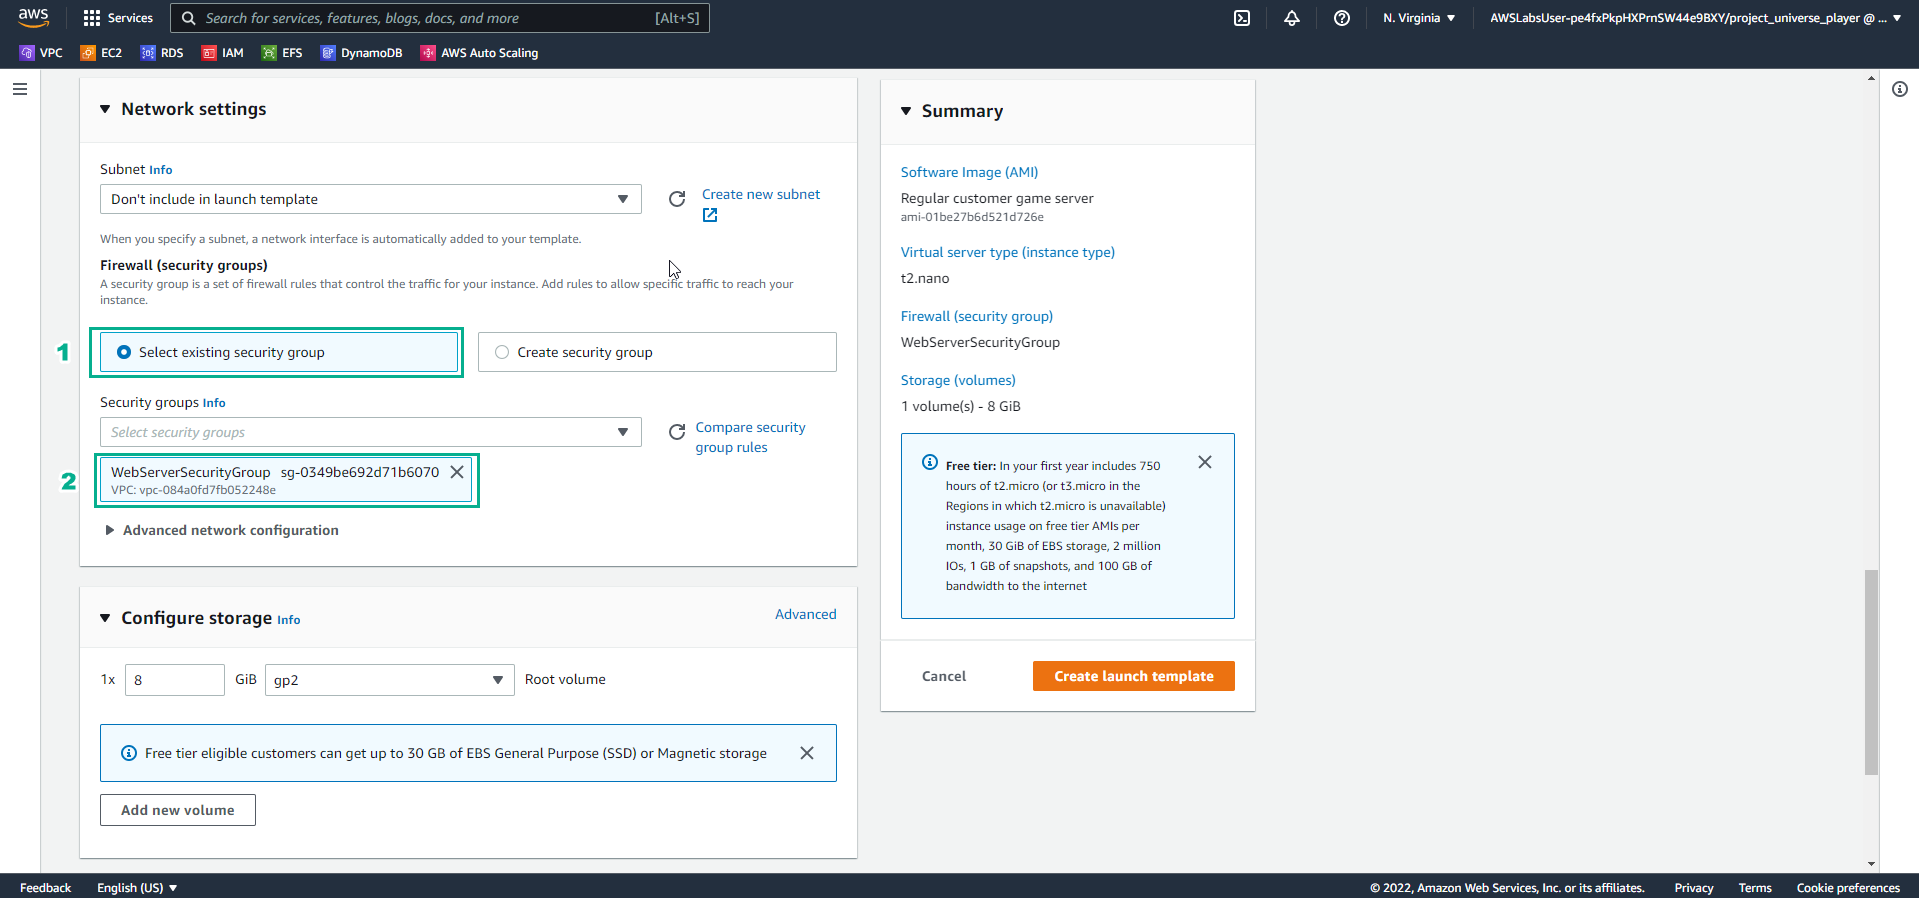 aws
Services
Search for services, features, blogs, docs, and more [Alt+S]
N. Virginia
AWSLabsUser-pe4fxPkpHXPrnSW44e9BXY/project_universe_player @ ...
VPC EC2 RDS IAM EFS DynamoDB AWS Auto Scaling
Network settings
Subnet Info
Don't include in launch template
Create new subnet
When you specify a subnet, a network interface is automatically added to your template.
Firewall (security groups)
A security group is a set of firewall rules that control the traffic for your instance. Add rules to allow specific traffic to reach your
instance.
1
Select existing security group
Create security group
Security groups Info
Select security groups
Compare security
group rules
2
WebServerSecurityGroup sg-0349be692d71b6070
VPC: vpc-084a0fd7fb052248e
Advanced network configuration
Configure storage Info
Advanced
1x 8 GiB gp2 Root volume
Free tier eligible customers can get up to 30 GB of EBS General Purpose (SSD) or Magnetic storage
Add new volume
Summary
Software Image (AMI)
Regular customer game server
ami-01be27b6d521d726e
Virtual server type (instance type)
t2.nano
Firewall (security group)
WebServerSecurityGroup
Storage (volumes)
1 volume(s) - 8 GiB
Free tier: In your first year includes 750
hours of t2.micro (or t3.micro in the
Regions in which t2.micro is unavailable)
instance usage on free tier AMIs per
month, 30 GiB of EBS storage, 2 million
IOs, 1 GB of snapshots, and 100 GB of
bandwidth to the internet
Cancel
Create launch template
Feedback
English (US)
© 2022, Amazon Web Services, Inc. or its affiliates.
Privacy
Terms
Cookie preferences